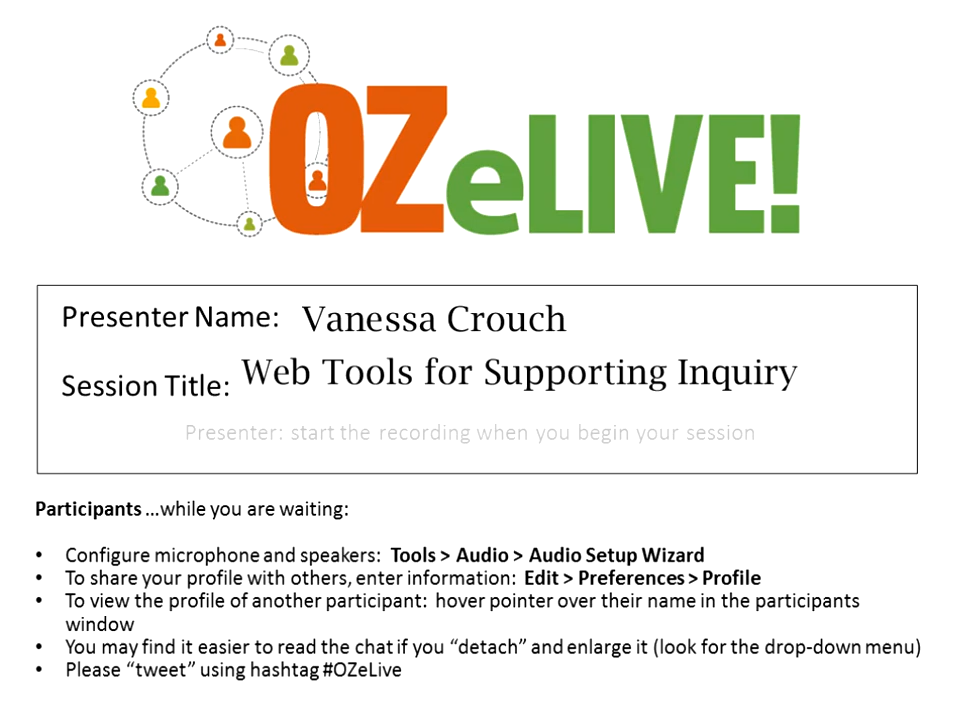 OZeLIVE!
Presenter Name: Vanessa Crouch
Session Title: Web Tools for Supporting Inquiry
Presenter: start the recording when you begin your session
Participants ...while you are waiting:
• Configure microphone and speakers: Tools > Audio > Audio Setup Wizard
• To share your profile with others, enter information: Edit > Preferences > Profile
• To view the profile of another participant: hover pointer over their name in the participants
window
• You may find it easier to read the chat if you “detach” and enlarge it (look for the drop-down menu)
• Please “tweet” using hashtag #OZeLive